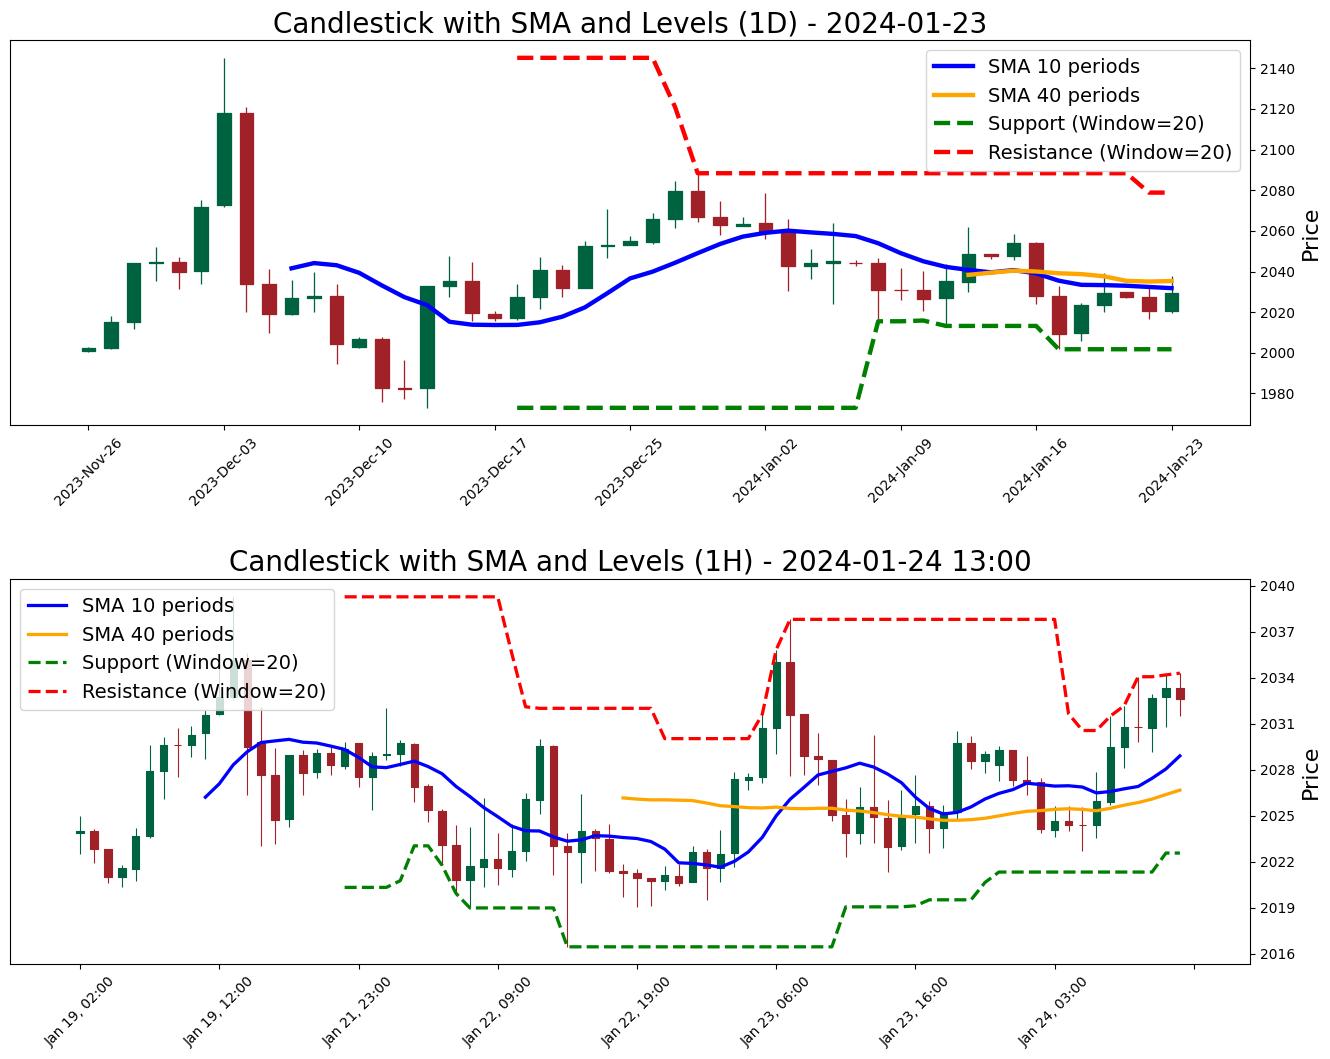 Candlestick with SMA and Levels (1D) - 2024-01-23
SMA 10 periods
SMA 40 periods
Support (Window=20)
Resistance (Window=20)
2140
2120
2100
2080
2060
2040
2020
2000
1980
Price
2023-Nov-26
2023-Dec-03
2023-Dec-10
2023-Dec-17
2023-Dec-25
2024-Jan-02
2024-Jan-09
2024-Jan-16
2024-Jan-23
Candlestick with SMA and Levels (1H) - 2024-01-24 13:00
SMA 10 periods
SMA 40 periods
Support (Window=20)
Resistance (Window=20)
2040
2037
2034
2031
2028
2025
2022
2019
2016
Price
Jan 19, 02:00
Jan 19, 12:00
Jan 21, 23:00
Jan 22, 09:00
Jan 22, 19:00
Jan 23, 06:00
Jan 23, 16:00
Jan 24, 03:00